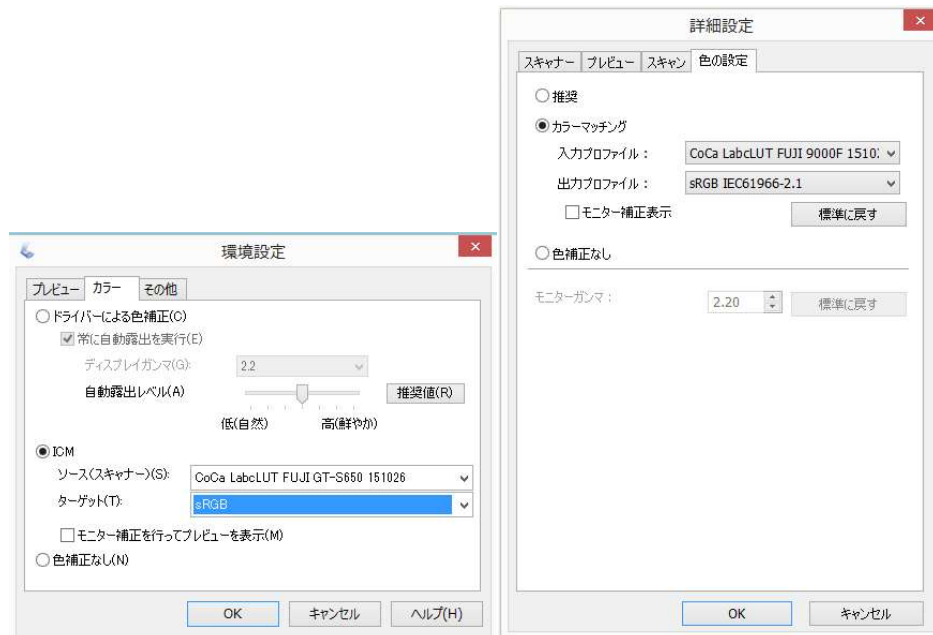 環境設定
プレビュー カラー その他
ドライバーによる色補正(C)
常に自動露出を実行(E)
ディスプレイガンマ(G): 2.2
自動露出レベル(A) 推奨値(R)
低(自然) 高(鮮やか)
ICM
ソース(スキャナー)(S): CoCa LabcLUT FUJI GT-S650 151026
ターゲット(T): sRGB
モニター補正を行ってプレビューを表示(M)
色補正なし(N)
OK キャンセル ヘルプ(H)
詳細設定
スキャナー プレビュー スキャン 色の設定
推奨
カラーマッチング
入力プロファイル: CoCa LabcLUT FUJI 9000F 1510
出力プロファイル: sRGB IEC61966-2.1
モニター補正表示 標準に戻す
色補正なし
モニターガンマ: 2.20 標準に戻す
OK キャンセル